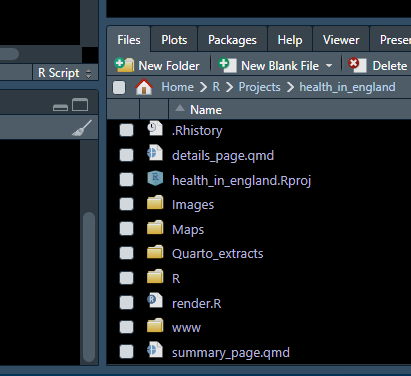 Files Plots Packages Help Viewer
New Folder New Blank File Delete
R Script
Home R Projects health_in_england
Name
.Rhistory
details_page.qmd
health_in_england.Rproj
Images
Maps
Quarto_extracts
R
render.R
www
summary_page.qmd